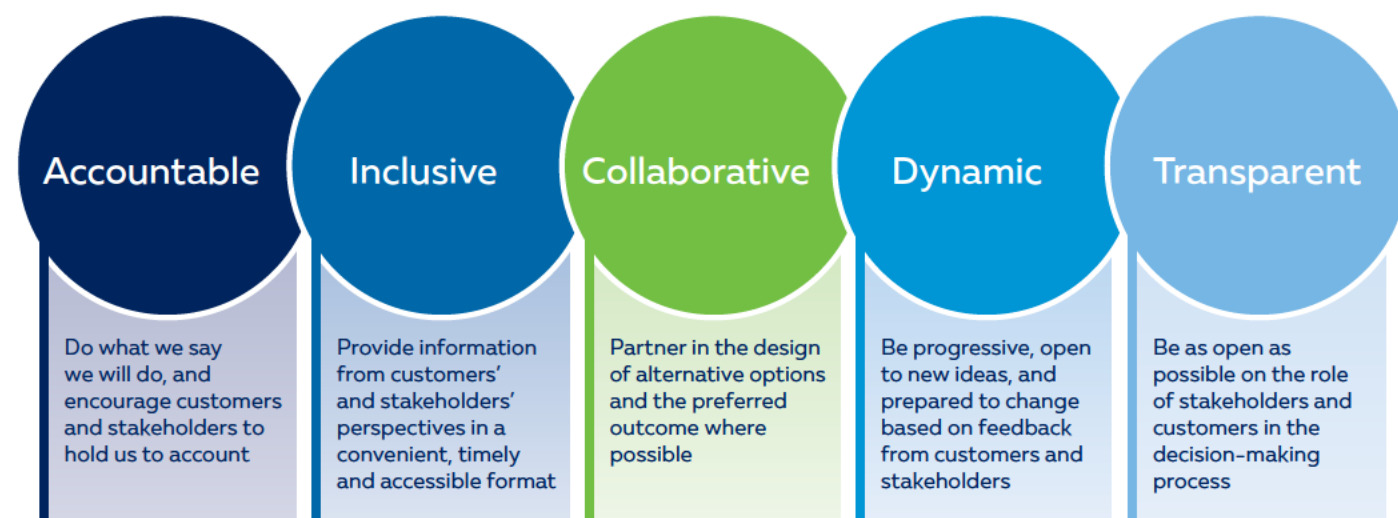 Accountable
Do what we say
we will do, and
encourage customers
and stakeholders to
hold us to account
Inclusive
Provide information
from customers’
and stakeholders’
perspectives in a
convenient, timely
and accessible format
Collaborative
Partner in the design
of alternative options
and the preferred
outcome where
possible
Dynamic
Be progressive, open
to new ideas, and
prepared to change
based on feedback
from customers and
stakeholders
Transparent
Be as open as
possible on the role
of stakeholders and
customers in the
decision-making
process